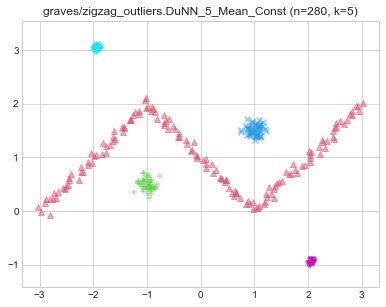 graves/zigzag_outliers.DuNN_5_Mean_Const (n=280, k=5)
3
2
1
0
−1
−3 −2 −1 0 1 2 3